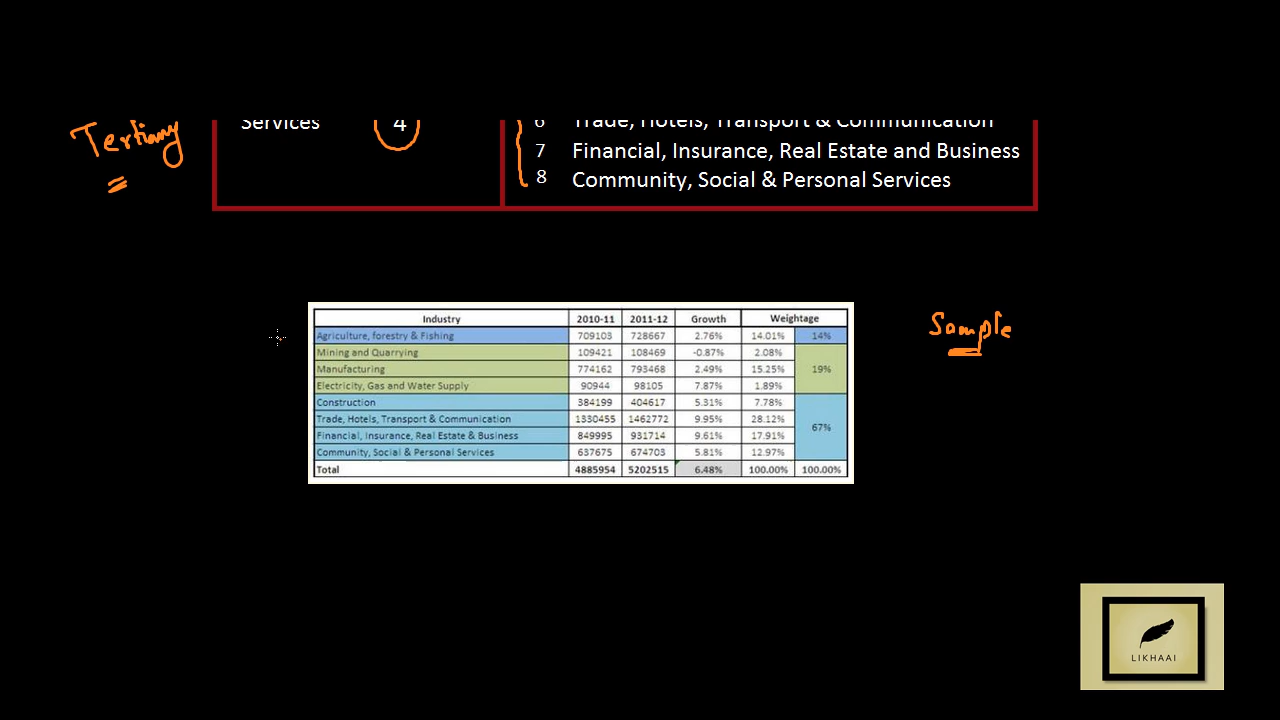 Tertiary
Services 4 6 Trade, Hotels, Transport & Communication
7 Financial, Insurance, Real Estate and Business
8 Community, Social & Personal Services
Sample
Industry 2010-11 2011-12 Growth Weightage
Agriculture, forestry & Fishing 709103 728667 2.76% 14.01% 14%
Mining and Quarrying 109421 108469 -0.87% 2.08%
Manufacturing 774162 793468 2.49% 15.25% 19%
Electricity, Gas and Water Supply 90944 98105 7.87% 1.89%
Construction 384199 404617 5.31% 7.78%
Trade, Hotels, Transport & Communication 1330455 1462772 9.95% 28.12%
67%
Financial, Insurance, Real Estate & Business 849995 931714 9.61% 17.91%
Community, Social & Personal Services 637675 674703 5.81% 12.97%
Total 4885954 5202515 6.48% 100.00% 100.00%
LIKHAAI